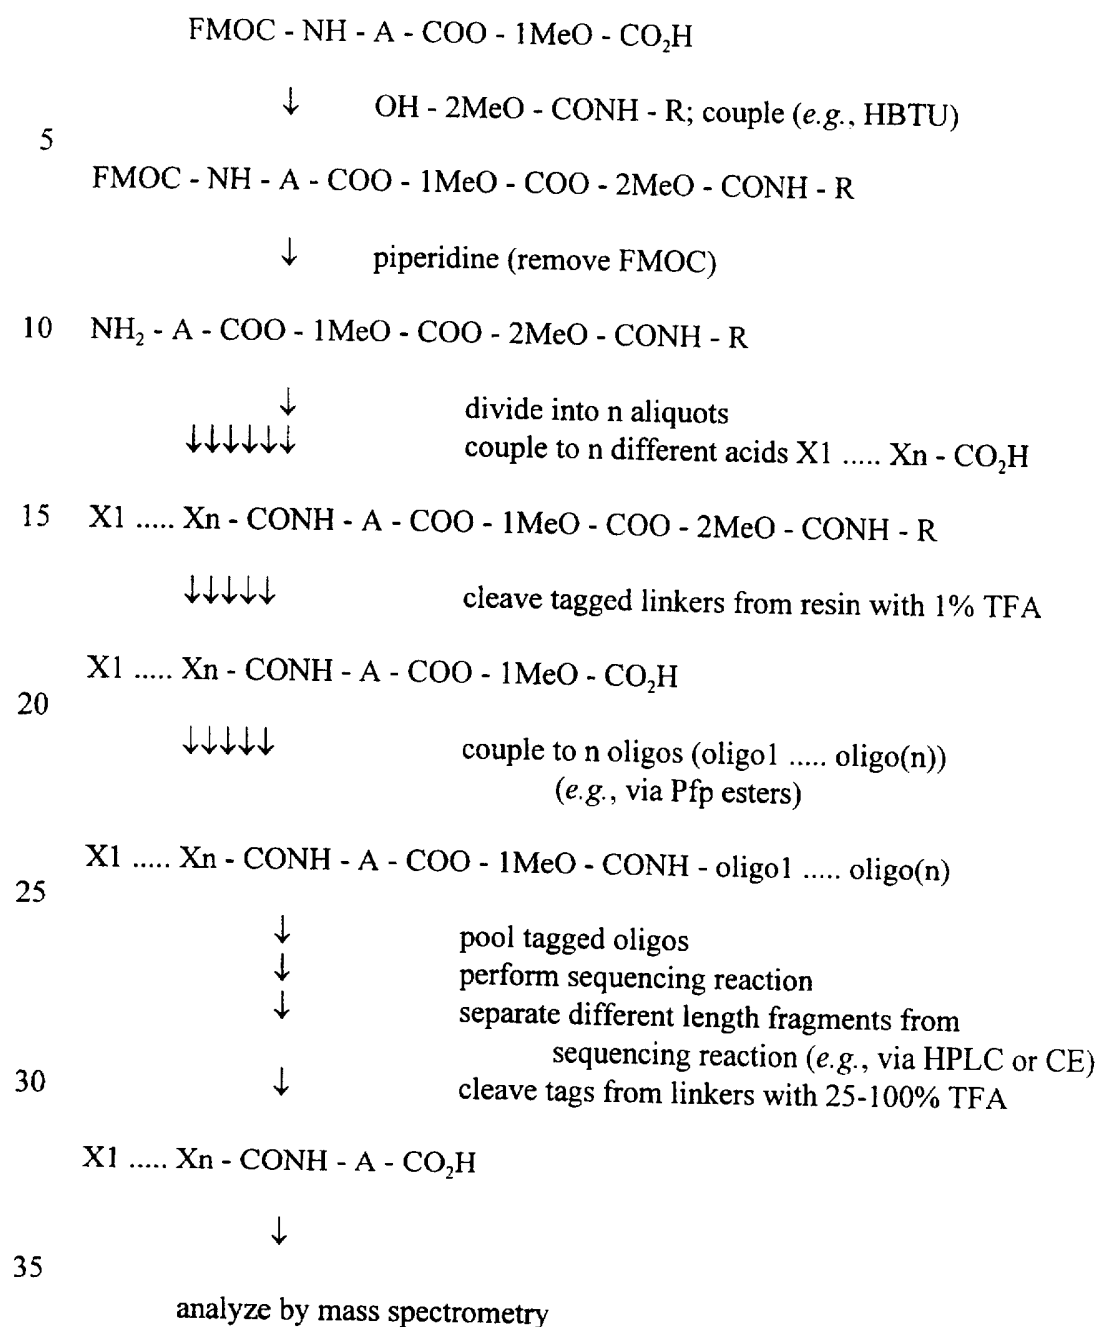 FMOC - NH - A - COO - 1MeO - CO₂H
↓ OH - 2MeO - CONH - R; couple (e.g., HBTU)
5
FMOC - NH - A - COO - 1MeO - COO - 2MeO - CONH - R
↓ piperidine (remove FMOC)
10 NH₂ - A - COO - 1MeO - COO - 2MeO - CONH - R
↓ divide into n aliquots
↓↓↓↓↓↓ couple to n different acids X1 ..... Xn - CO₂H
15 X1 ..... Xn - CONH - A - COO - 1MeO - COO - 2MeO - CONH - R
↓↓↓↓↓ cleave tagged linkers from resin with 1% TFA
X1 ..... Xn - CONH - A - COO - 1MeO - CO₂H
20
↓↓↓↓↓ couple to n oligos (oligo1 ..... oligo(n))
(e.g., via Pfp esters)
X1 ..... Xn - CONH - A - COO - 1MeO - CONH - oligo1 ..... oligo(n)
25
↓ pool tagged oligos
↓ perform sequencing reaction
↓ separate different length fragments from
sequencing reaction (e.g., via HPLC or CE)
30 ↓ cleave tags from linkers with 25-100% TFA
X1 ..... Xn - CONH - A - CO₂H
↓
35
analyze by mass spectrometry